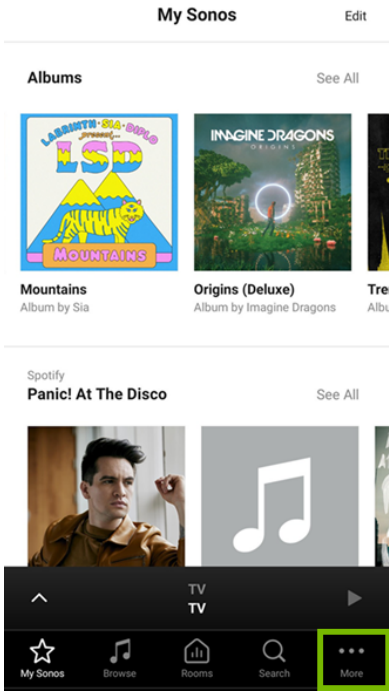 My Sonos
Edit
Albums
See All
LABRINTH · SIA · DIPLO
present...
LSD
MOUNTAINS
IMAGINE DRAGONS
ORIGINS
Mountains
Album by Sia
Origins (Deluxe)
Album by Imagine Dragons
Spotify
Panic! At The Disco
See All
TV
TV
My Sonos
Browse
Rooms
Search
More